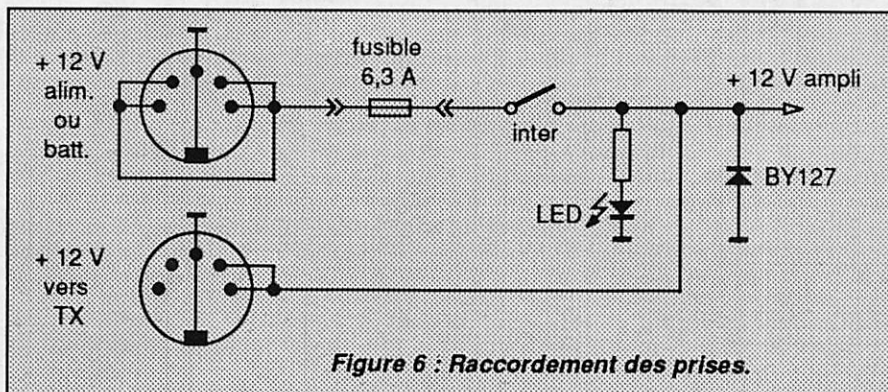 + 12 V
alim.
ou
batt.
fusible
6,3 A
inter
+ 12 V ampli
LED
BY127
+ 12 V
vers
TX
Figure 6 : Raccordement des prises.